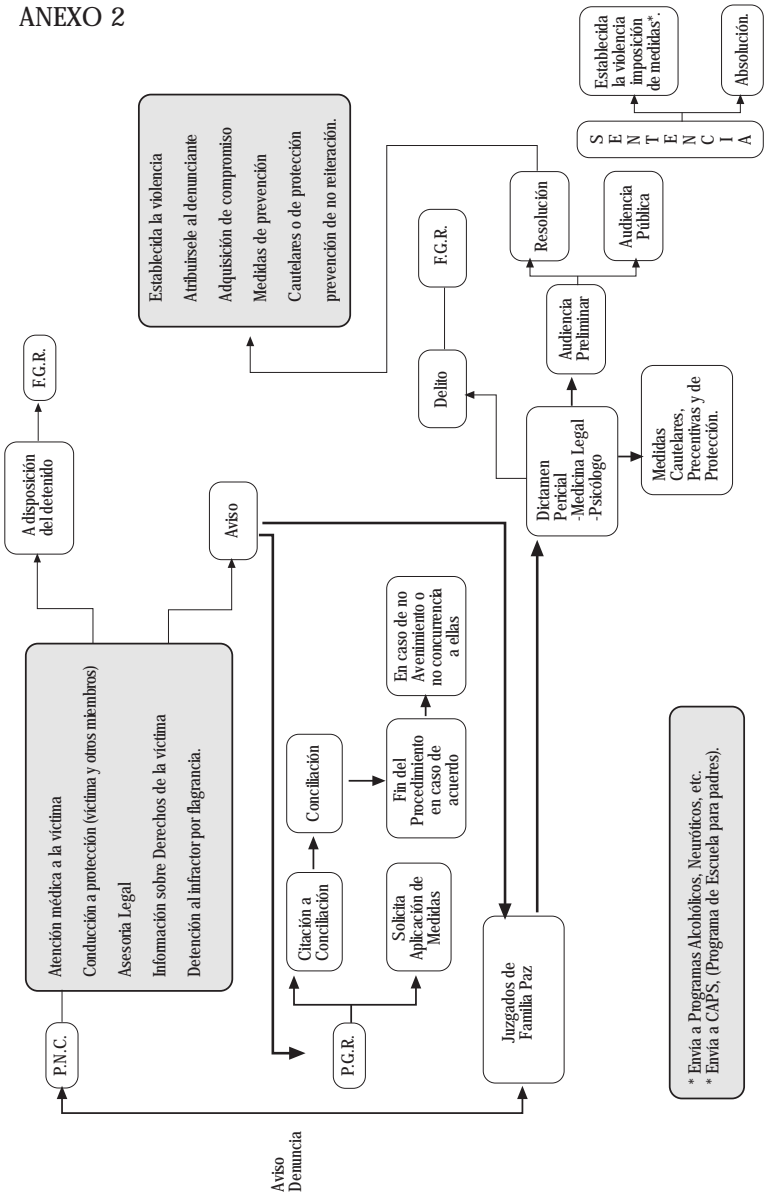 ANEXO 2
Aviso
Denuncia
P.N.C.
Atención médica a la víctima
Conducción a protección (víctima y otros miembros)
Asesoría Legal
Información sobre Derechos de la víctima
Detención al infractor por flagrancia.
A disposición
del detenido
F.G.R.
Aviso
P.G.R.
Citación a
Conciliación
Conciliación
Solicita
Aplicación de
Medidas
Fin del
Procedimiento
en caso de
acuerdo
En caso de no
Avenimiento o
no concurrencia
a ellas
Juzgados de
Familia Paz
Dictamen
Pericial
-Medicina Legal
-Psicólogo
Delito
F.G.R.
Medidas
Cautelares,
Precentivas y de
Protección.
Audiencia
Preliminar
Resolución
Audiencia
Pública
Establecida la violencia
Atribuirsele al denunciante
Adquisición de compromiso
Medidas de prevención
Cautelares o de protección
prevención de no reiteración.
S
E
N
T
E
N
C
I
A
Establecida
la violencia
imposición
de medidas*.
Absolución.
* Envía a Programas Alcohólicos, Neuróticos, etc.
* Envía a CAPS, (Programa de Escuela para padres).